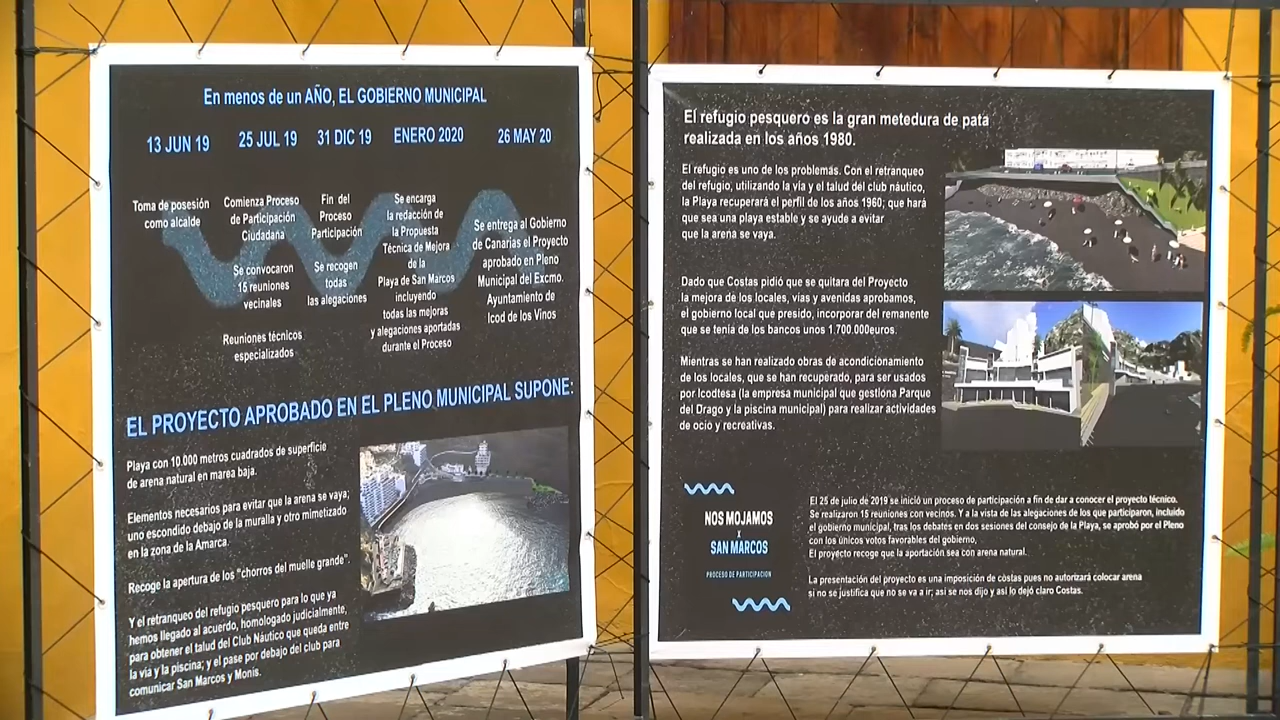 En menos de un AÑO, EL GOBIERNO MUNICIPAL
13 JUN 19
25 JUL 19
31 DIC 19
ENERO 2020
26 MAY 20
Toma de posesión
como alcalde
Comienza Proceso
de Participación
Ciudadana
Se convocaron
15 reuniones
vecinales
Reuniones técnicos
especializados
Fin del
Proceso
Participación
Se recogen
todas
las alegaciones
Se encarga
la redacción de
la Propuesta
Técnica de Mejora
de la
Playa de San Marcos
incluyendo
todas las mejoras
y alegaciones aportadas
durante el Proceso
Se entrega al Gobierno
de Canarias el Proyecto
aprobado en Pleno
Municipal del Excmo.
Ayuntamiento de
Icod de los Vinos
EL PROYECTO APROBADO EN EL PLENO MUNICIPAL SUPONE:
Playa con 10.000 metros cuadrados de superficie
de arena natural en marea baja.
Elementos necesarios para evitar que la arena se vaya;
uno escondido debajo de la muralla y otro mimetizado
en la zona de la Amarca.
Recoge la apertura de los "chorros del muelle grande".
Y el retranqueo del refugio pesquero para lo que ya
hemos llegado al acuerdo, homologado judicialmente,
para obtener el talud del Club Náutico que queda entre
la vía y la piscina; y el pase por debajo del club para
comunicar San Marcos y Monis.
El refugio pesquero es la gran metedura de pata
realizada en los años 1980.
El refugio es uno de los problemas. Con el retranqueo
del refugio, utilizando la vía y el talud del club náutico,
la Playa recuperará el perfil de los años 1960; que hará
que sea una playa estable y se ayude a evitar
que la arena se vaya.
Dado que Costas pidió que se quitara del Proyecto
la mejora de los locales, vías y avenidas aprobamos,
el gobierno local que presido, incorporar del remanente
que se tenía de los bancos unos 1.700.000euros.
Mientras se han realizado obras de acondicionamiento
de los locales, que se han recuperado, para ser usados
por Icodtesa (la empresa municipal que gestiona Parque
del Drago y la piscina municipal) para realizar actividades
de ocio y recreativas.
NOS MOJAMOS
X
SAN MARCOS
PROCESO DE PARTICIPACION
El 25 de julio de 2019 se inició un proceso de participación a fin de dar a conocer el proyecto técnico.
Se realizaron 15 reuniones con vecinos. Y a la vista de las alegaciones de los que participaron, incluido
el gobierno municipal, tras los debates en dos sesiones del consejo de la Playa, se aprobó por el Pleno
con los únicos votos favorables del gobierno,
El proyecto recoge que la aportación sea con arena natural.
La presentación del proyecto es una imposición de costas pues no autorizará colocar arena
si no se justifica que no se va a ir; así se nos dijo y así lo dejó claro Costas.